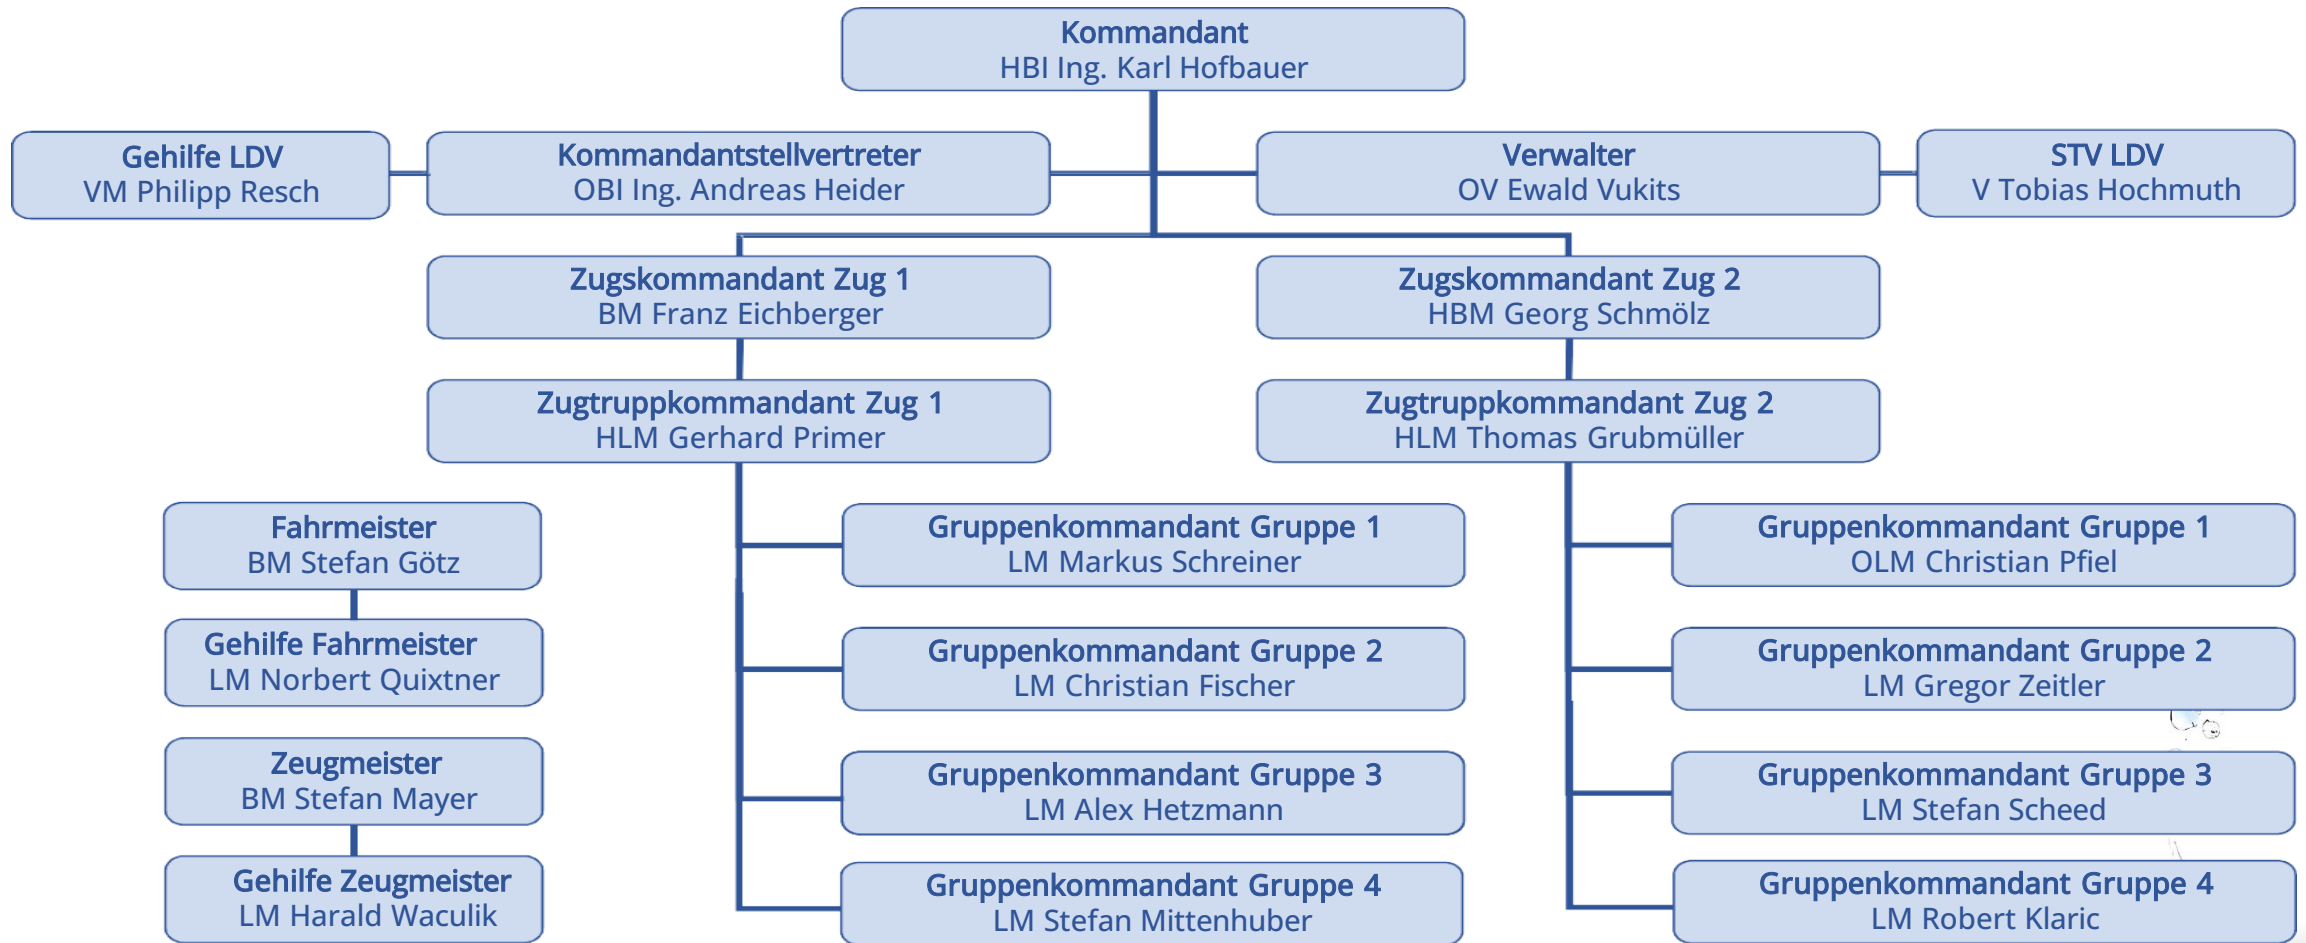 Kommandant
HBI Ing. Karl Hofbauer
Gehilfe LDV
VM Philipp Resch
Kommandantstellvertreter
OBI Ing. Andreas Heider
Verwalter
OV Ewald Vukits
STV LDV
V Tobias Hochmuth
Zugskommandant Zug 1
BM Franz Eichberger
Zugskommandant Zug 2
HBM Georg Schmölz
Zugtruppkommandant Zug 1
HLM Gerhard Primer
Zugtruppkommandant Zug 2
HLM Thomas Grubmüller
Fahrmeister
BM Stefan Götz
Gehilfe Fahrmeister
LM Norbert Quixtner
Zeugmeister
BM Stefan Mayer
Gehilfe Zeugmeister
LM Harald Waculik
Gruppenkommandant Gruppe 1
LM Markus Schreiner
Gruppenkommandant Gruppe 2
LM Christian Fischer
Gruppenkommandant Gruppe 3
LM Alex Hetzmann
Gruppenkommandant Gruppe 4
LM Stefan Mittenhuber
Gruppenkommandant Gruppe 1
OLM Christian Pfiel
Gruppenkommandant Gruppe 2
LM Gregor Zeitler
Gruppenkommandant Gruppe 3
LM Stefan Scheed
Gruppenkommandant Gruppe 4
LM Robert Klaric